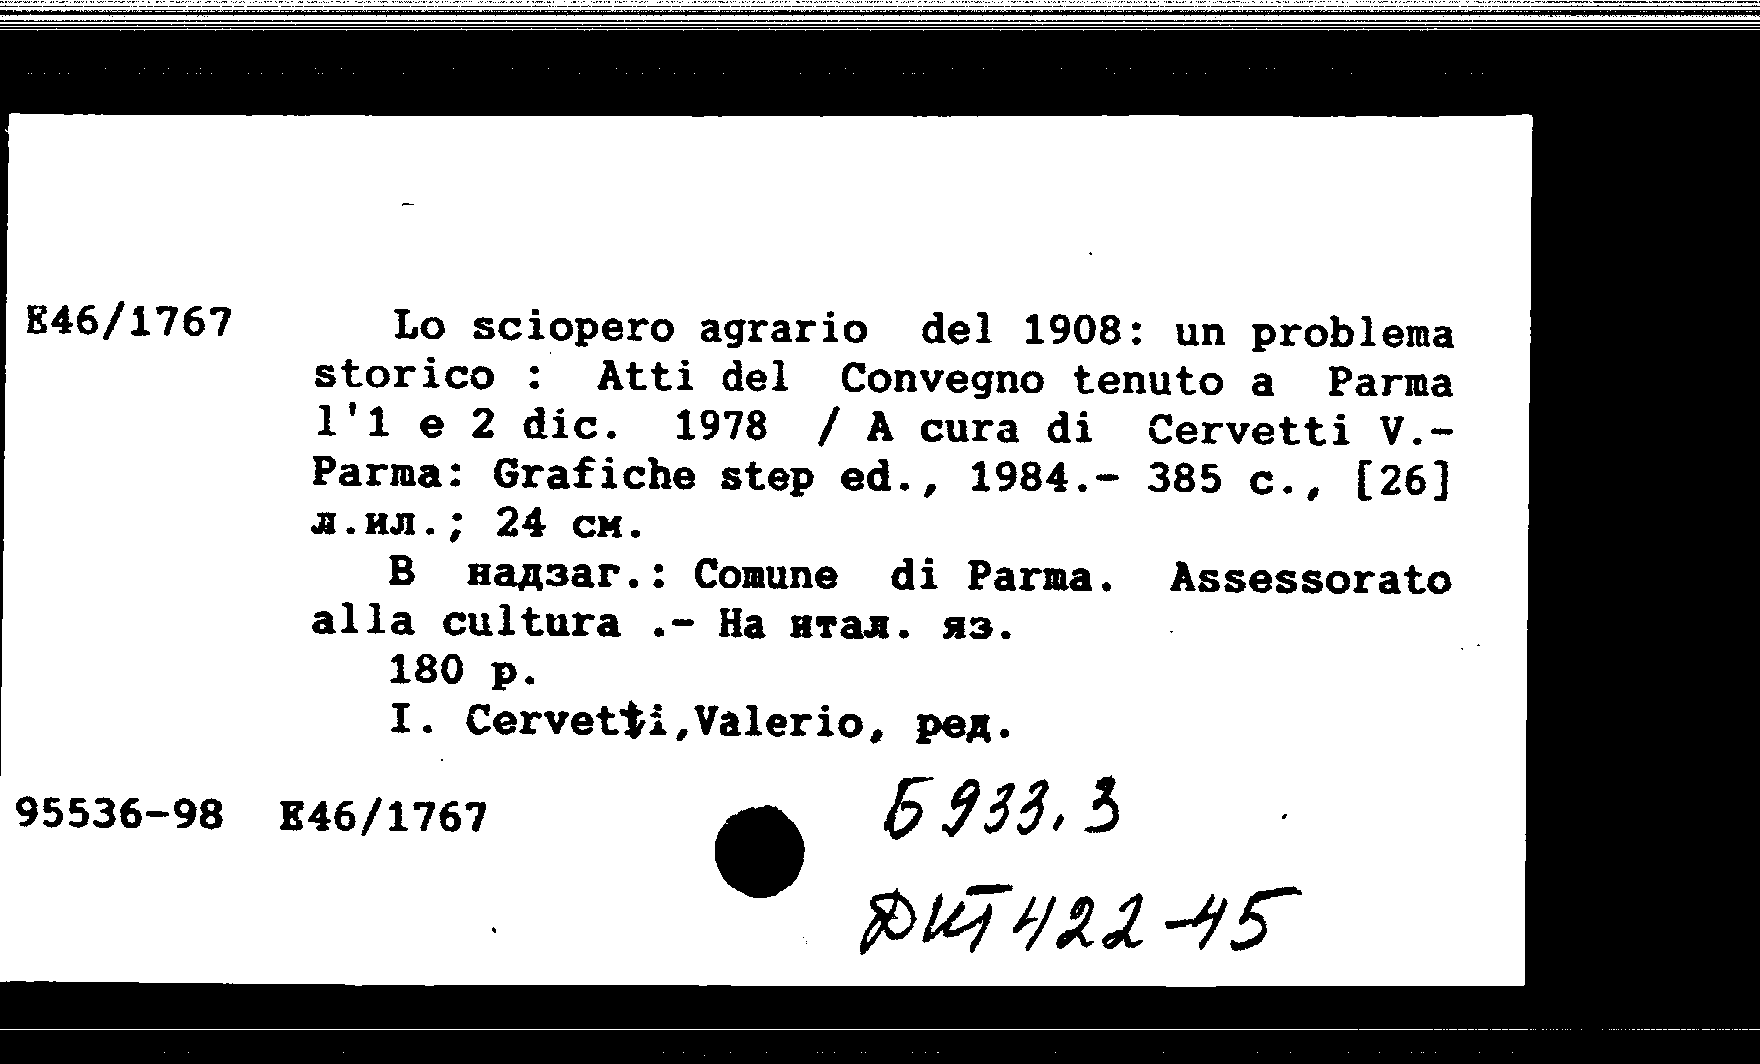 E46/1767 Lo sciopero agrario del 1908: un problema
storico : Atti del Convegno tenuto a Parma
l'1 e 2 dic. 1978 / A cura di Cervetti V.-
Parma: Grafiche step ed., 1984.- 385 с., [26]
л.ил.; 24 см.
В надзаг.: Comune di Parma. Assessorato
alla cultura .- На итал. яз.
180 р.
I. Cervetti,Valerio, ред.
95536-98 E46/1767
Б933.3
ДКТ422-45